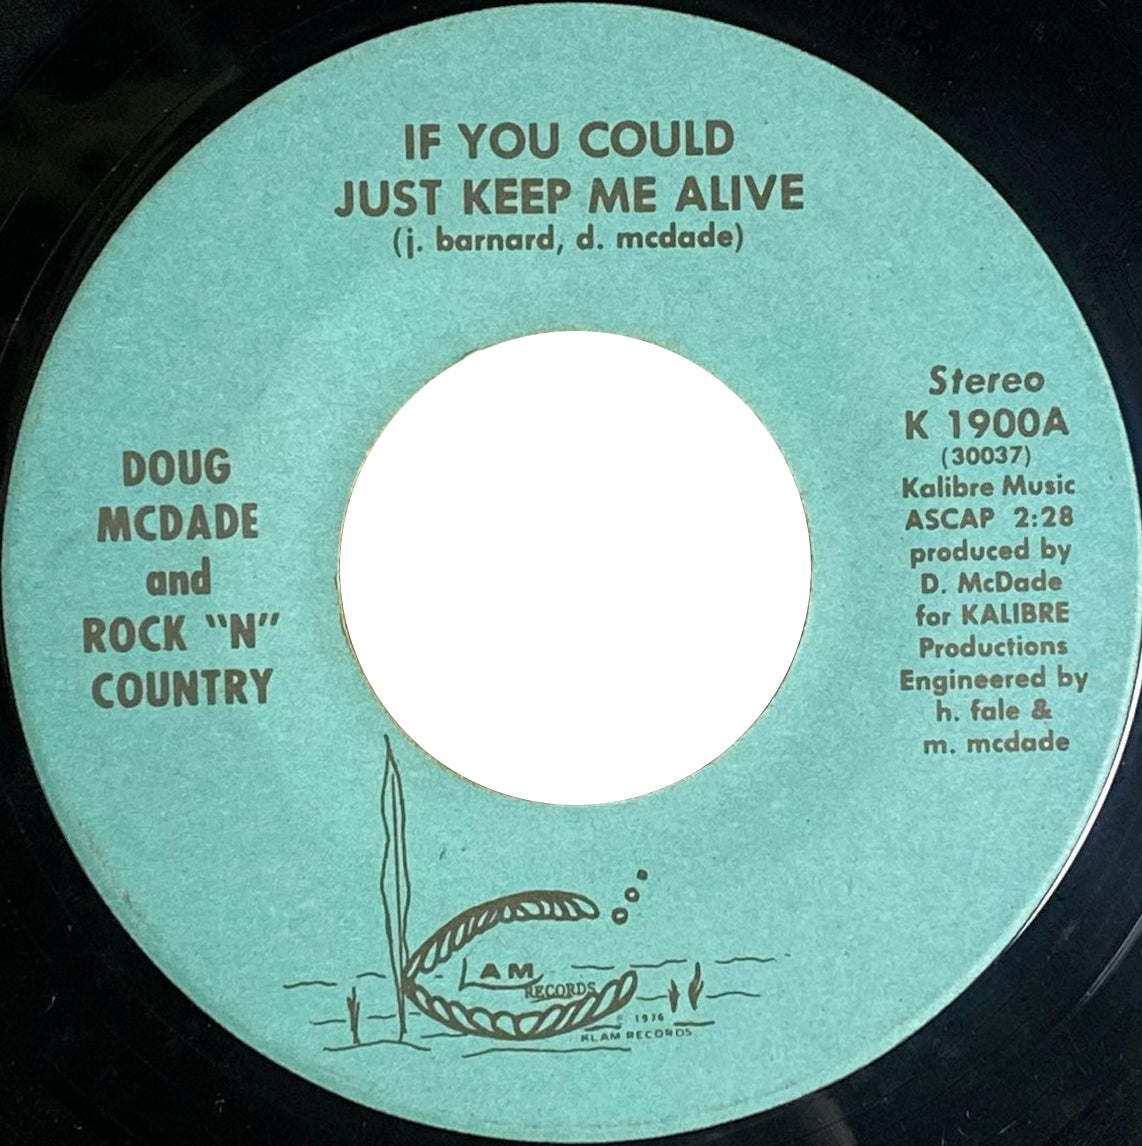 IF YOU COULD
JUST KEEP ME ALIVE
(j. barnard, d. mcdade)
DOUG
MCDADE
and
ROCK "N"
COUNTRY
Stereo
K 1900A
(30037)
Kalibre Music
ASCAP 2:28
produced by
D. McDade
for KALIBRE
Productions
Engineered by
h. fale &
m. mcdade
LAM
RECORDS
© 1976
KLAM RECORDS